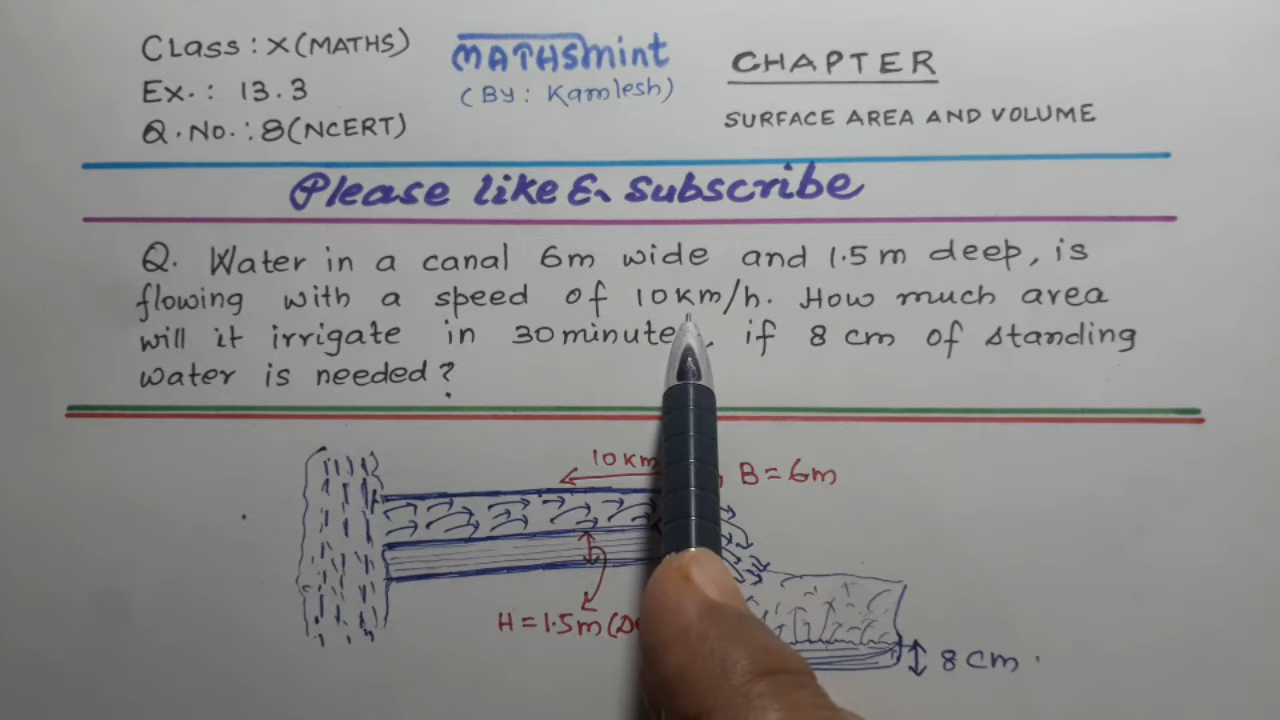 Class : X(MATHS)
Ex. : 13.3
Q. No. : 8(NCERT)
MATHSmint
(BY: Kamlesh)
CHAPTER
SURFACE AREA AND VOLUME
Please like & Subscribe
Q. Water in a canal 6m wide and 1.5 m deep, is
flowing with a speed of 10km/h. How much area
will it irrigate in 30 minute, if 8 cm of standing
water is needed?
10 km
B = 6m
H = 1.5m
8 cm